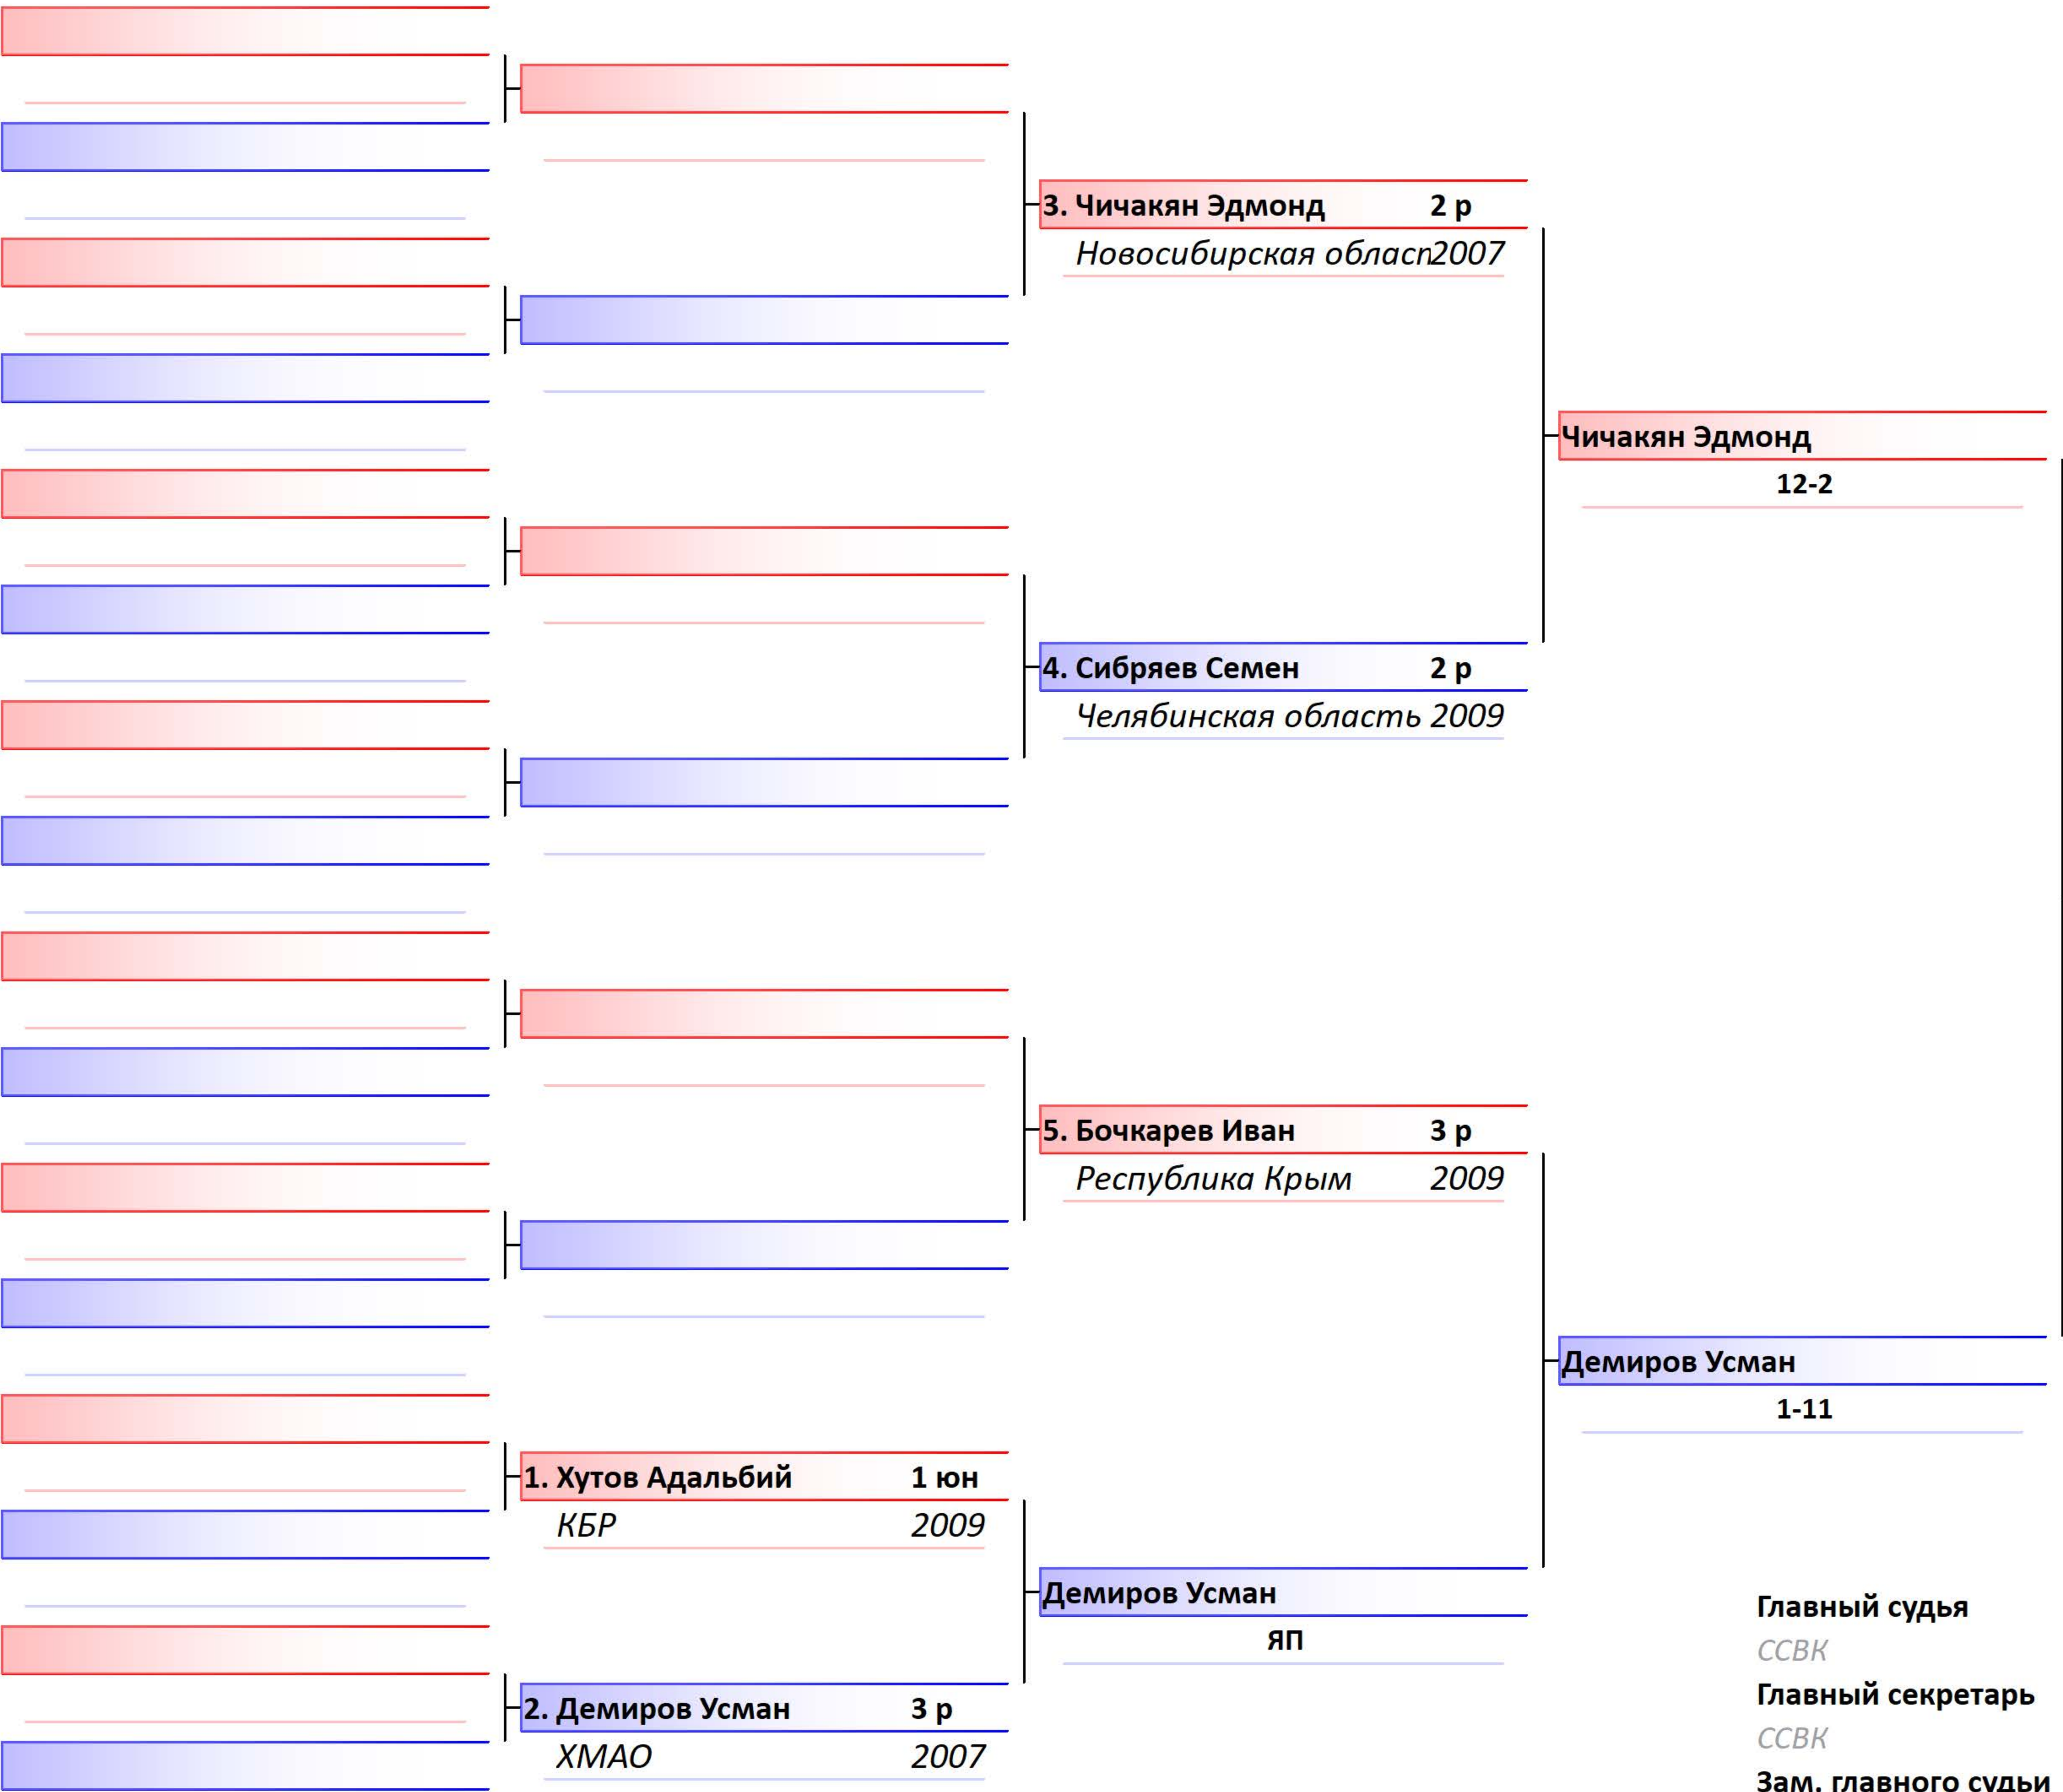 3. Чичакян Эдмонд 2 р
Новосибирская област 2007
Чичакян Эдмонд
12-2
4. Сибряев Семен 2 р
Челябинская область 2009
5. Бочкарев Иван 3 р
Республика Крым 2009
Демиров Усман
1-11
1. Хутов Адальбий 1 юн
КБР 2009
Демиров Усман
ЯП
2. Демиров Усман 3 р
ХМАО 2007
Главный судья
ССВК
Главный секретарь
ССВК
Зам. главного судьи